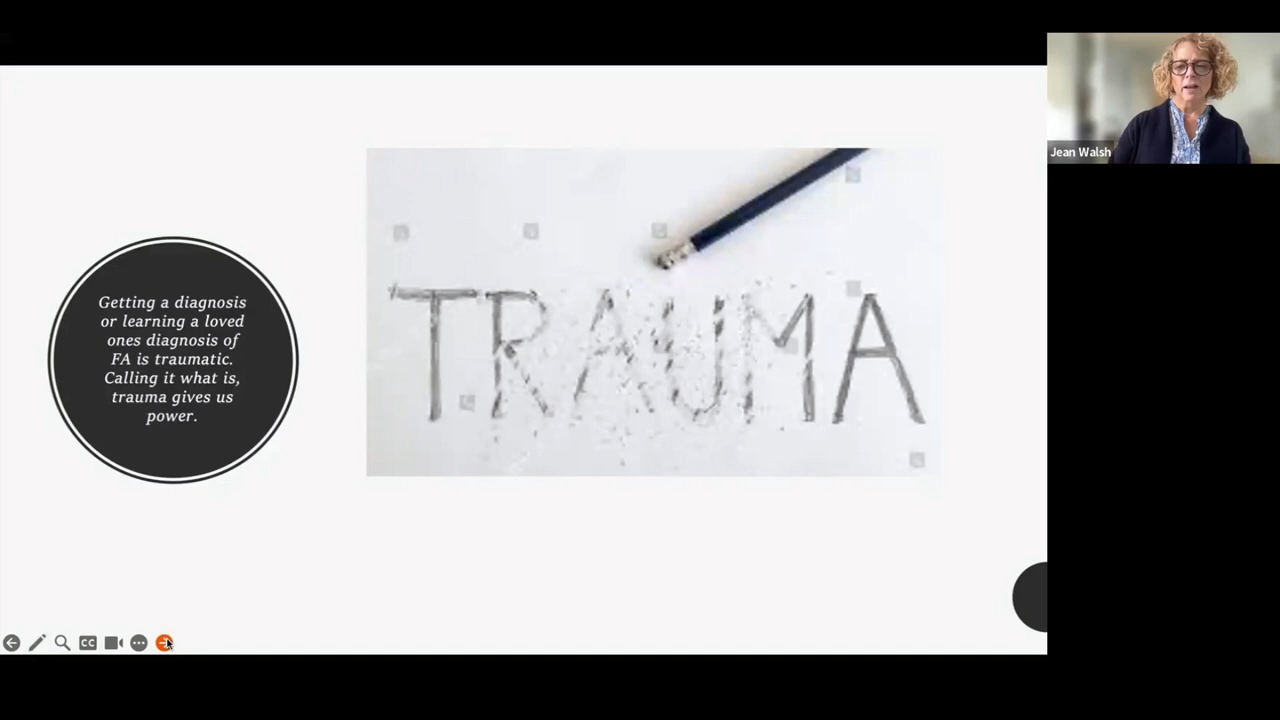 Jean Walsh
Getting a diagnosis
or learning a loved
ones diagnosis of
FA is traumatic.
Calling it what is,
trauma gives us
power.
TRAUMA
CC